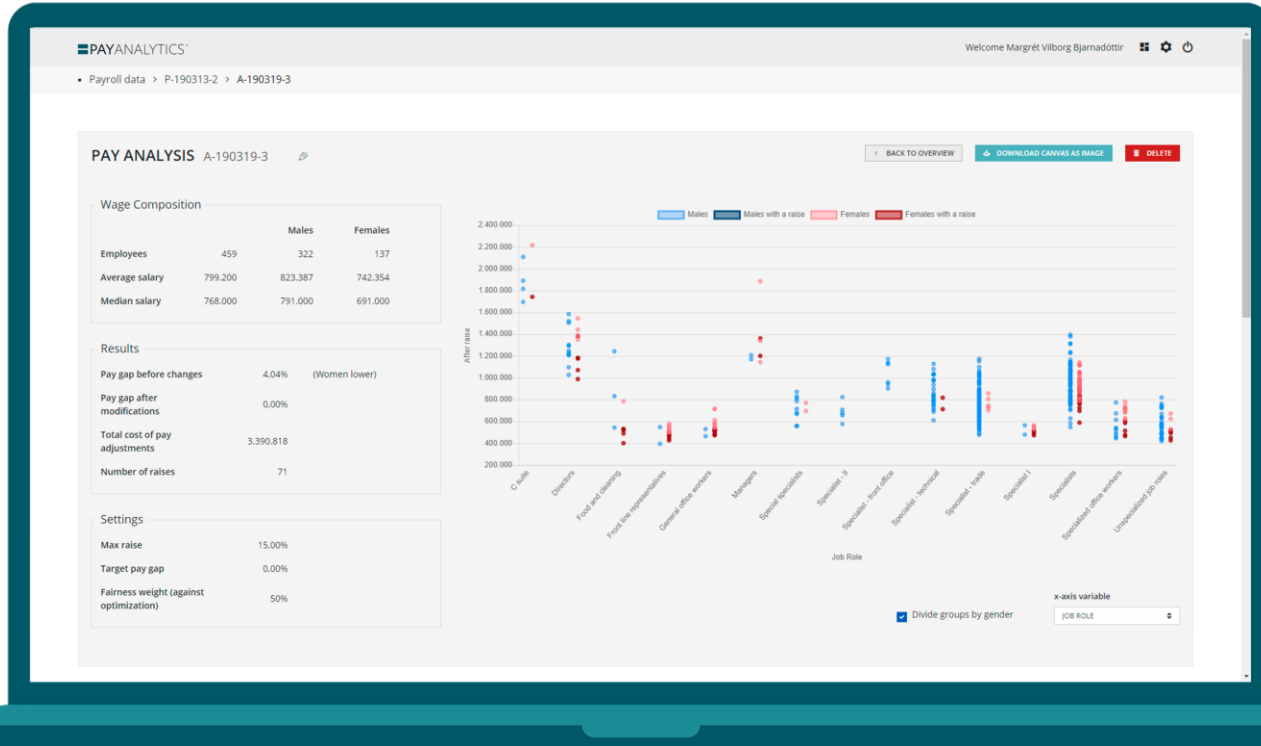 PAYANALYTICS™
Welcome Margrét Vilborg Bjarnadóttir
• Payroll data > P-190313-2 > A-190319-3
PAY ANALYSIS A-190319-3
< BACK TO OVERVIEW
DOWNLOAD CANVAS AS IMAGE
DELETE
Wage Composition
Males Females
Employees 459 322 137
Average salary 799.200 823.387 742.354
Median salary 768.000 791.000 691.000
Results
Pay gap before changes 4,04% (Women lower)
Pay gap after
modifications 0,00%
Total cost of pay
adjustments 3.390.818
Number of raises 71
Settings
Max raise 15,00%
Target pay gap 0,00%
Fairness weight (against
optimization) 50%
Males Males with a raise Females Females with a raise
After raise
2.400.000
2.200.000
2.000.000
1.800.000
1.600.000
1.400.000
1.200.000
1.000.000
800.000
600.000
400.000
200.000
C suite
Directors
Food and cleaning
Front line representatives
General office workers
Managers
Special specialists
Specialist - II
Specialist - front office
Specialist - technical
Specialist - trade
Specialist I
Specialists
Specialized office workers
Unspecialized job roles
Job Role
Divide groups by gender
x-axis variable
JOB ROLE